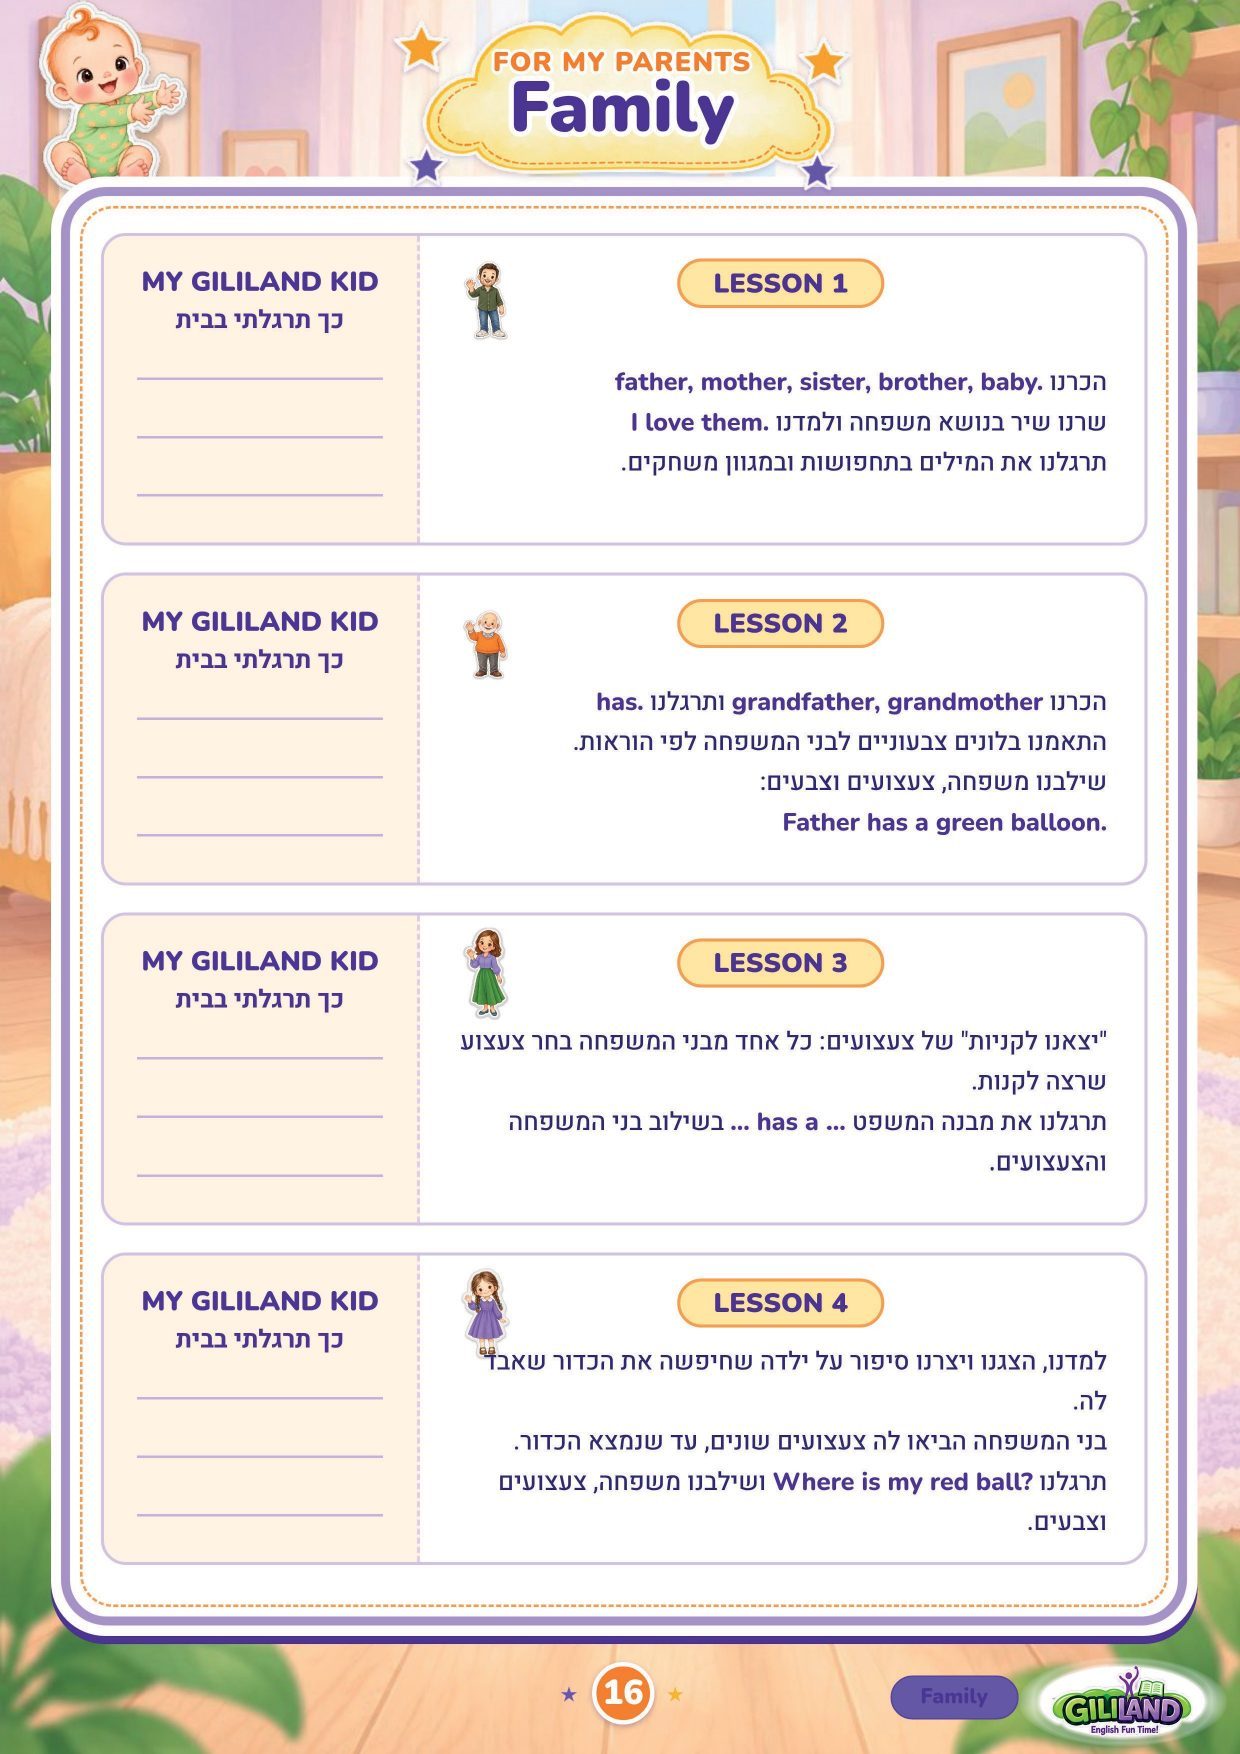 FOR MY PARENTS
Family
LESSON 1
הכרנו father, mother, sister, brother, baby.
שרנו שיר בנושא משפחה ולמדנו I love them.
תרגלנו את המילים בתחפושות ובמגוון משחקים.
MY GILILAND KID
כך תרגלתי בבית
LESSON 2
הכרנו grandfather, grandmother ותרגלנו has.
התאמנו בלונים צבעוניים לבני המשפחה לפי הוראות.
שילבנו משפחה, צעצועים וצבעים:
Father has a green balloon.
MY GILILAND KID
כך תרגלתי בבית
LESSON 3
"יצאנו לקניות" של צעצועים: כל אחד מבני המשפחה בחר צעצוע
שרצה לקנות.
תרגלנו את מבנה המשפט ... has a ... בשילוב בני המשפחה
והצעצועים.
MY GILILAND KID
כך תרגלתי בבית
LESSON 4
למדנו, הצגנו ויצרנו סיפור על ילדה שחיפשה את הכדור שאבד
לה.
בני המשפחה הביאו לה צעצועים שונים, עד שנמצא הכדור.
תרגלנו Where is my red ball? ושילבנו משפחה, צעצועים
וצבעים.
MY GILILAND KID
כך תרגלתי בבית
16
Family
GILILAND
English Fun Time!